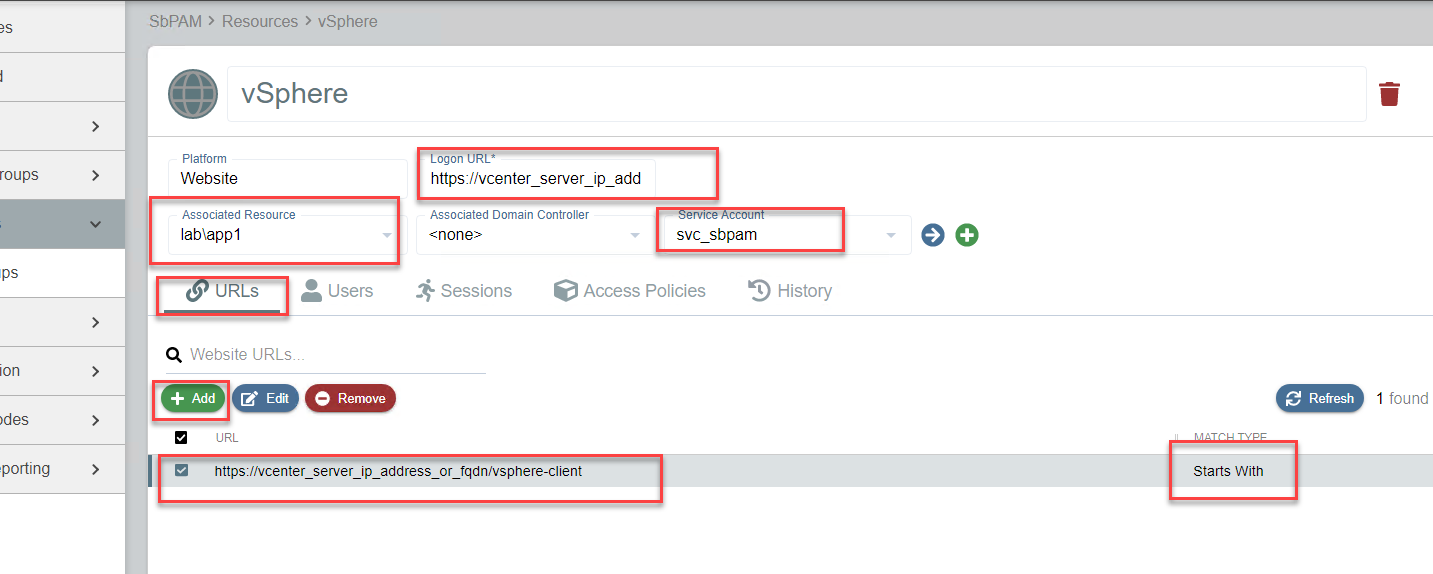 es
SbPAM > Resources > vSphere
d
vSphere
roups
Platform
Logon URL*
Website
https://vcenter_server_ip_add
s
Associated Resource
Associated Domain Controller
Service Account
lab\app1
<none>
svc_sbpam
ups
URLs
Users
Sessions
Access Policies
History
Website URLs...
ion
Add
Edit
Remove
Refresh
1 found
odes
URL
MATCH TYPE
eporting
https://vcenter_server_ip_address_or_fqdn/vsphere-client
Starts With